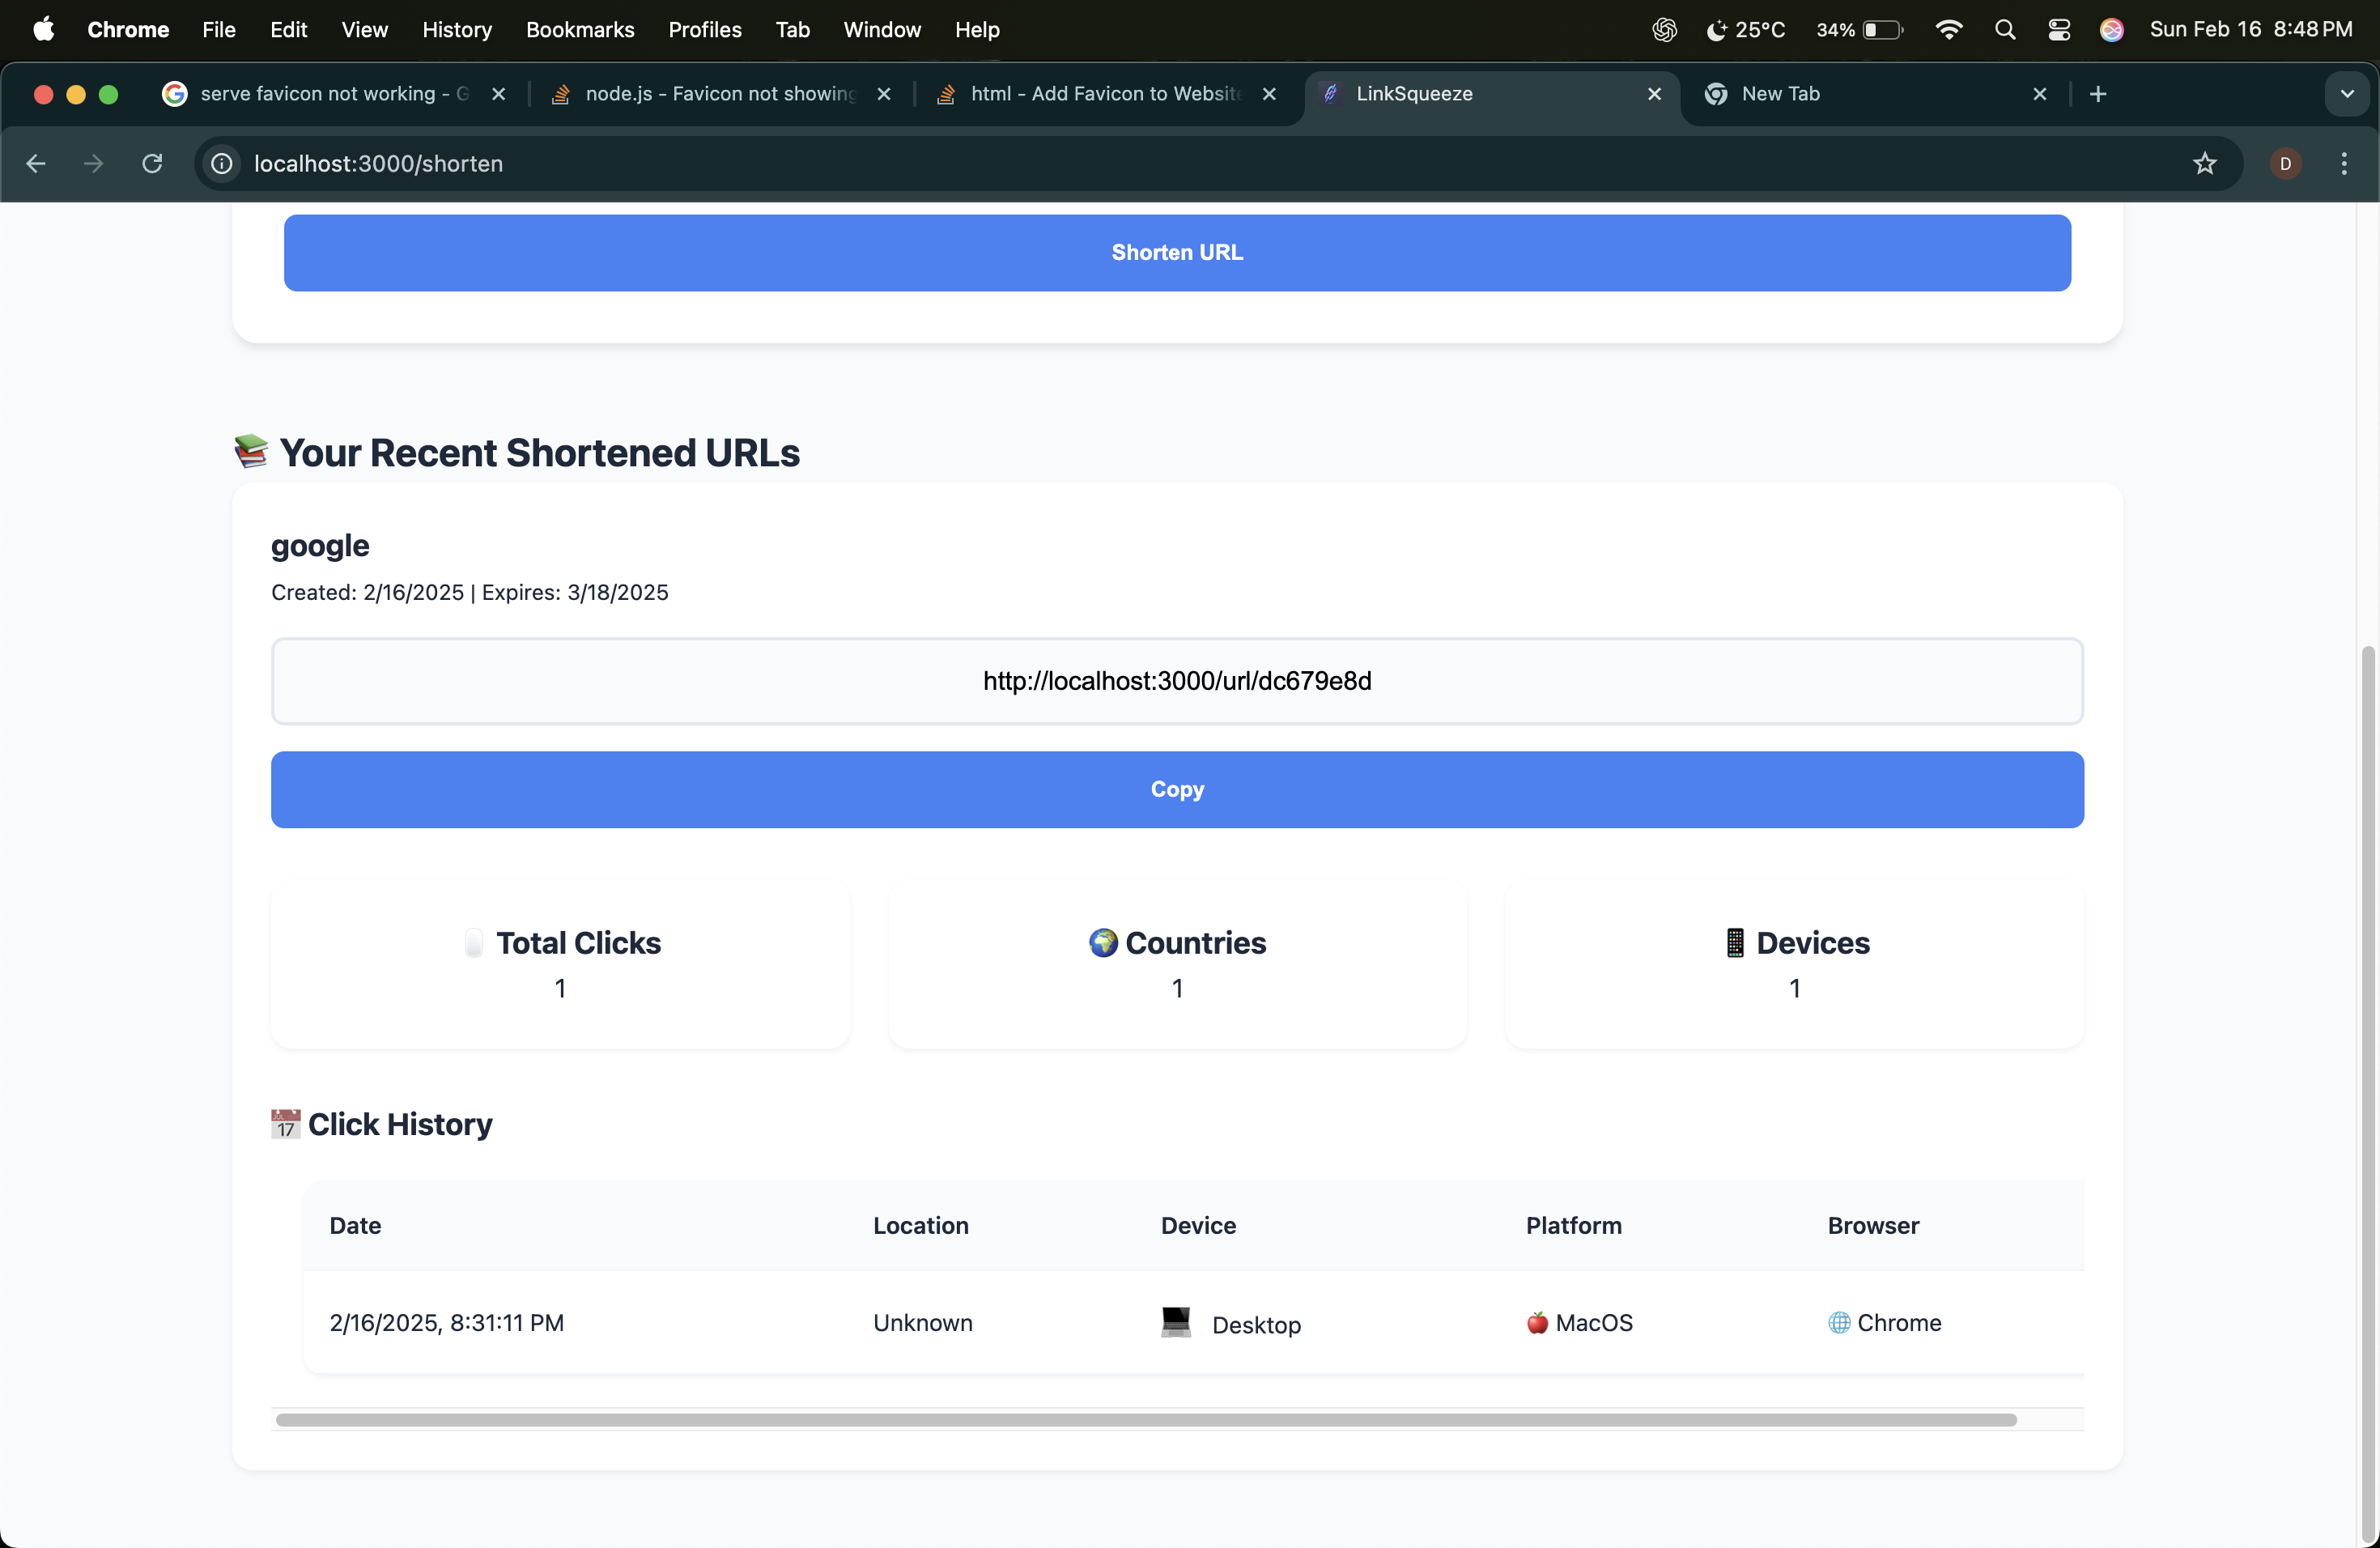 Chrome File Edit View History Bookmarks Profiles Tab Window Help 25°C 34% Sun Feb 16 8:48 PM
serve favicon not working - G node.js - Favicon not showing html - Add Favicon to Website LinkSqueeze New Tab
localhost:3000/shorten D
Shorten URL
📚 Your Recent Shortened URLs
google
Created: 2/16/2025 | Expires: 3/18/2025
http://localhost:3000/url/dc679e8d
Copy
🖱️ Total Clicks 🌍 Countries 📱 Devices
1 1 1
📅 Click History
Date Location Device Platform Browser
2/16/2025, 8:31:11 PM Unknown 💻 Desktop 🍎 MacOS 🌐 Chrome